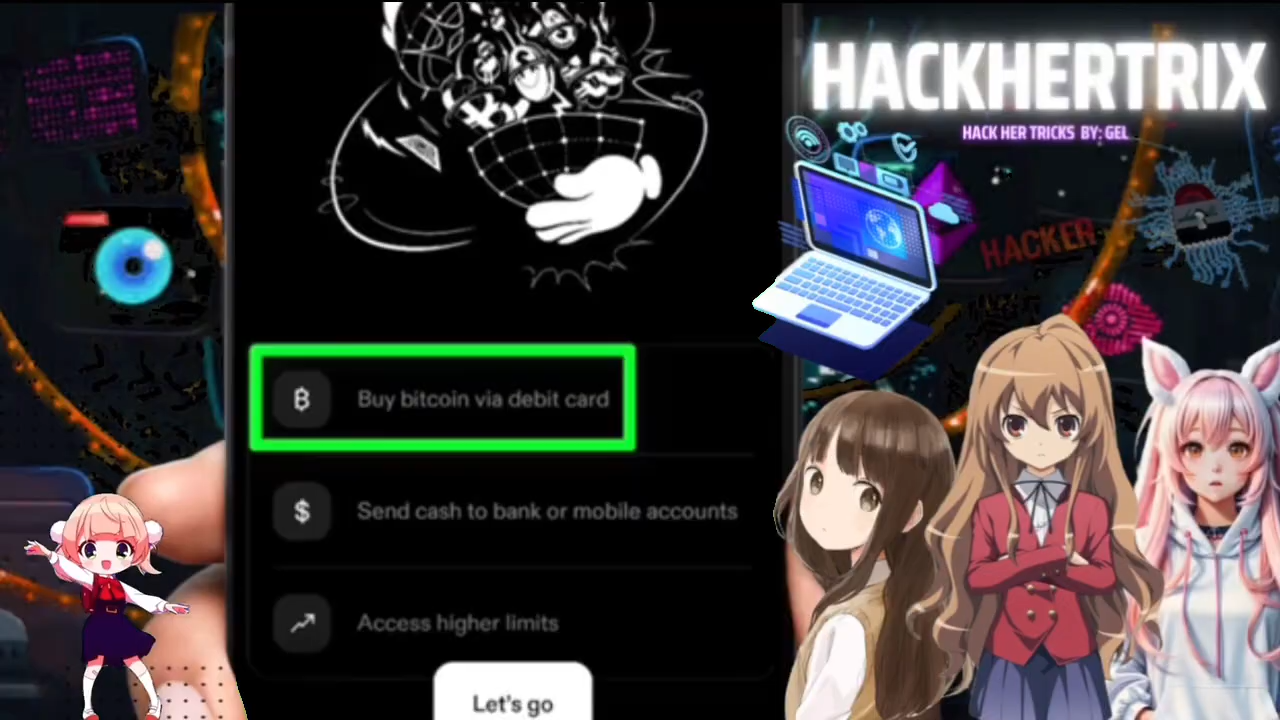 HACKHERTRIX
HACK HER TRICKS BY: GEL
HACKER
Buy bitcoin via debit card
Send cash to bank or mobile accounts
Access higher limits
Let's go